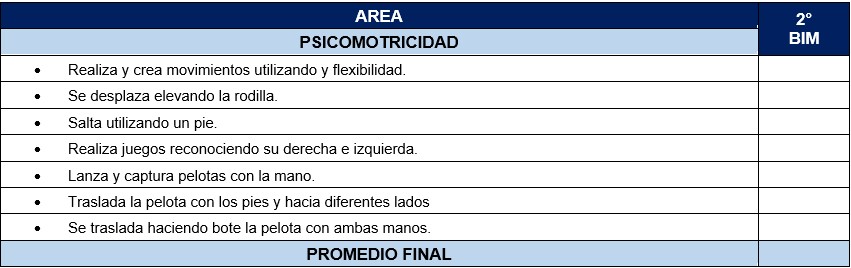 AREA
2°
BIM
PSICOMOTRICIDAD
• Realiza y crea movimientos utilizando y flexibilidad.
• Se desplaza elevando la rodilla.
• Salta utilizando un pie.
• Realiza juegos reconociendo su derecha e izquierda.
• Lanza y captura pelotas con la mano.
• Traslada la pelota con los pies y hacia diferentes lados
• Se traslada haciendo bote la pelota con ambas manos.
PROMEDIO FINAL